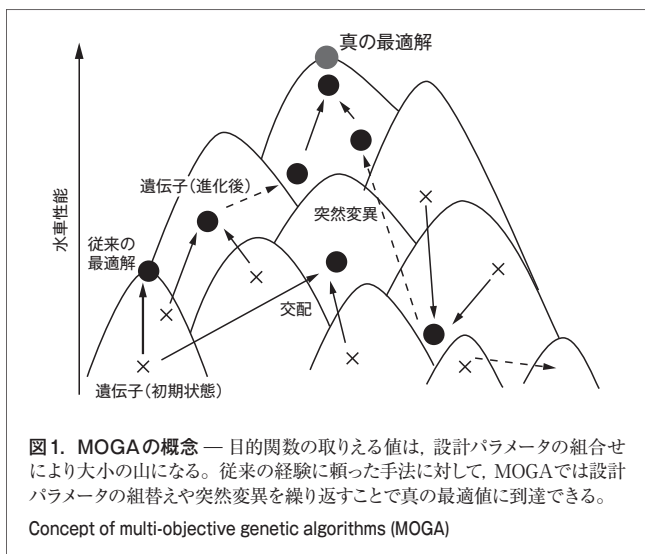 真の最適解
水車性能
遺伝子(進化後)
突然変異
従来の
最適解
交配
遺伝子(初期状態)
図1. MOGAの概念 — 目的関数の取りえる値は,設計パラメータの組合せ
により大小の山になる。従来の経験に頼った手法に対して,MOGAでは設計
パラメータの組替えや突然変異を繰り返すことで真の最適値に到達できる。
Concept of multi-objective genetic algorithms (MOGA)